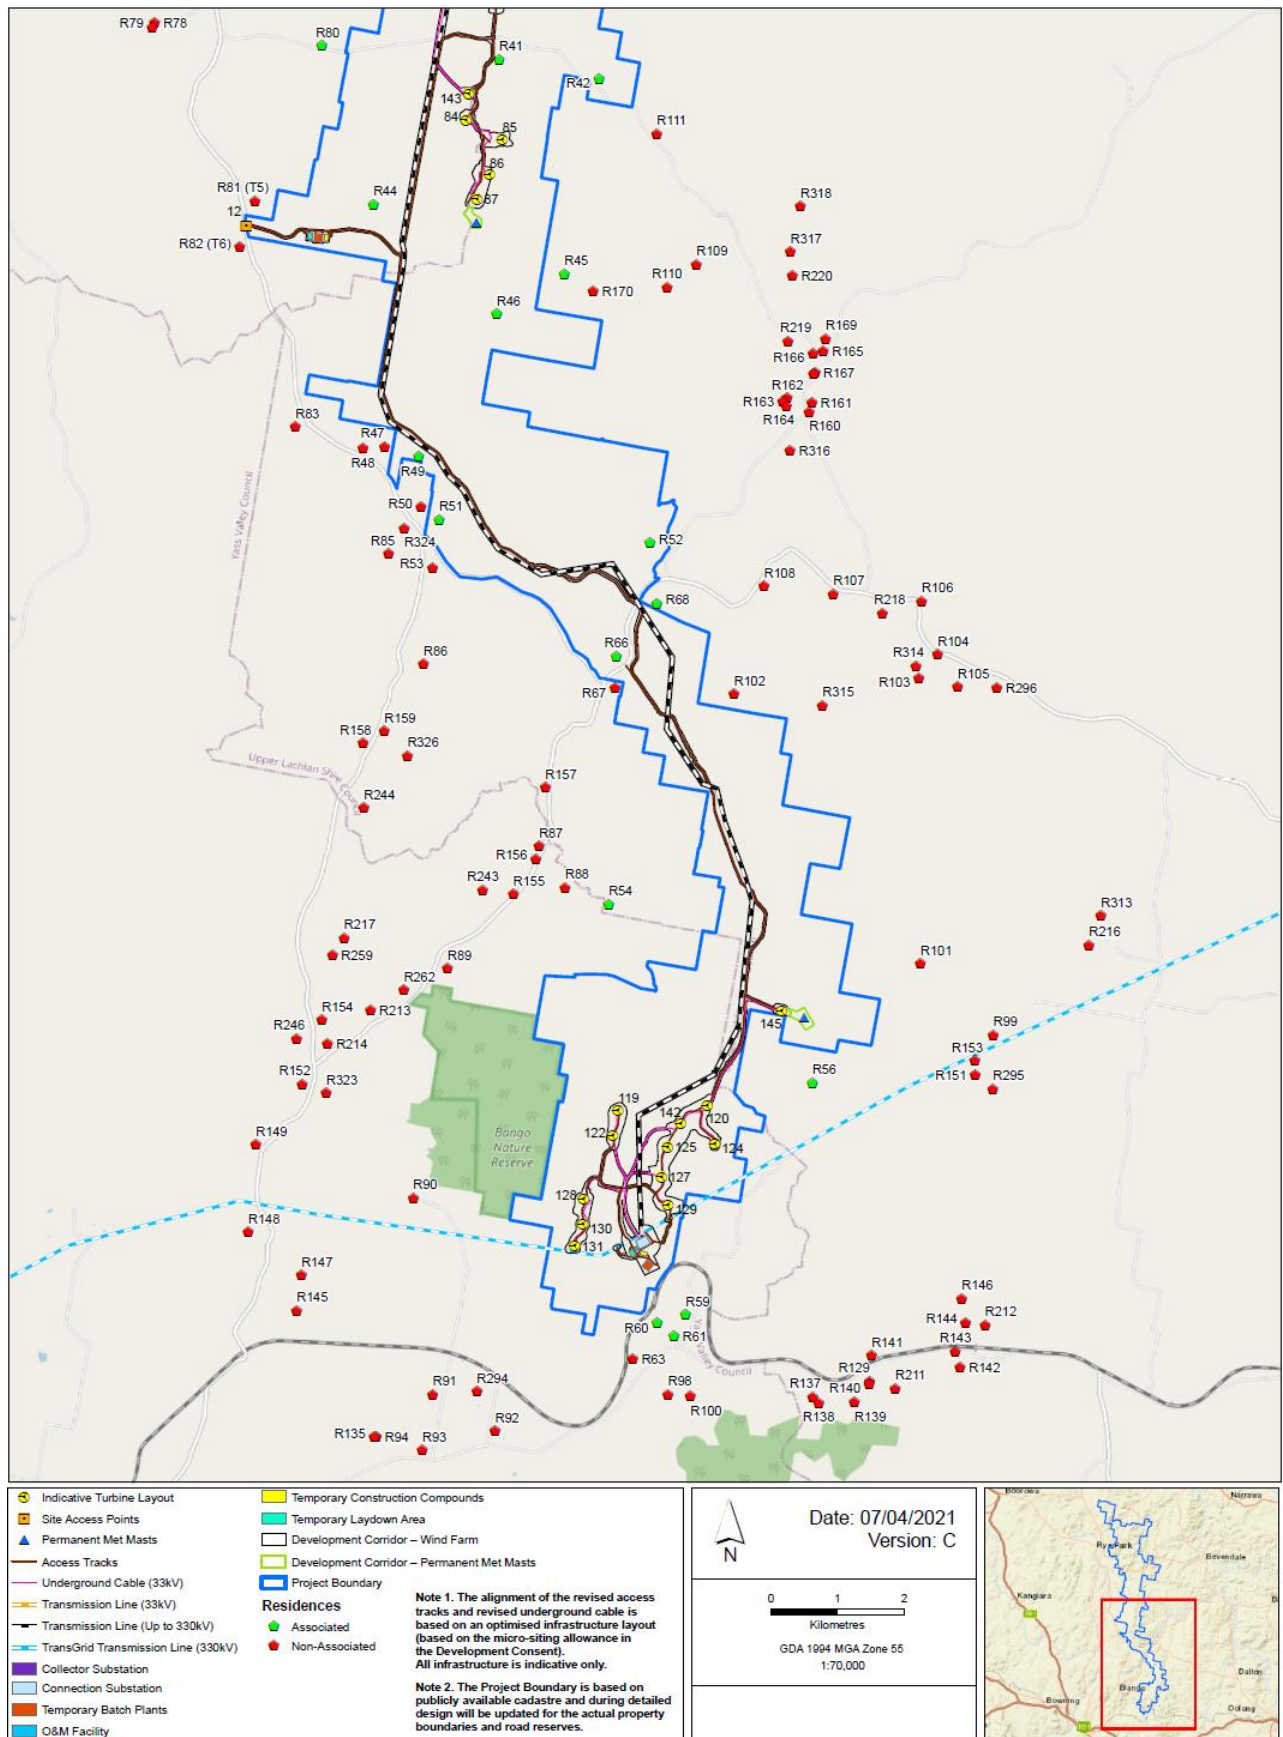 R79
R78
R80
R41
R42
143
84
85
R111
86
R81 (T5)
R44
87
R318
12
R82 (T6)
R317
R109
R45
R110
R220
R170
R46
R219
R169
R166
R165
R167
R162
R163
R161
R164
R160
R83
R47
R48
R49
R316
R50
R51
Yass Valley Council
R324
R85
R52
R53
R108
R107
R106
R68
R218
R66
R104
R86
R314
R67
R102
R103
R105
R296
R315
R159
R158
R326
Upper Lachlan Shire Council
R157
R244
R87
R156
R243
R155
R88
R54
R313
R217
R216
R259
R89
R101
R262
R154
R213
145
R246
R99
R214
R153
R152
R56
R151
R323
R295
119
142
120
122
125
124
R149
Bango
Nature
Reserve
127
R90
128
129
130
131
R148
R147
R146
R145
R59
R144
R212
R60
R61
Yass Valley Council
R143
R141
R63
R142
R129
R91
R294
R137
R140
R211
R98
R100
R138
R139
R92
R135
R94
R93
Indicative Turbine Layout
Site Access Points
Permanent Met Masts
Access Tracks
Underground Cable (33kV)
Transmission Line (33kV)
Transmission Line (Up to 330kV)
TransGrid Transmission Line (330kV)
Collector Substation
Connection Substation
Temporary Batch Plants
O&M Facility
Temporary Construction Compounds
Temporary Laydown Area
Development Corridor – Wind Farm
Development Corridor – Permanent Met Masts
Project Boundary
Residences
Associated
Non-Associated
Note 1. The alignment of the revised access
tracks and revised underground cable is
based on an optimised infrastructure layout
(based on the micro-siting allowance in
the Development Consent).
All infrastructure is indicative only.
Note 2. The Project Boundary is based on
publicly available cadastre and during detailed
design will be updated for the actual property
boundaries and road reserves.
N
Date: 07/04/2021
Version: C
0 1 2
Kilometres
GDA 1994 MGA Zone 55
1:70,000
Boorowa
Narrawa
Rye Park
Bevendale
Kangiara
Dalton
Bango
Bowning
Oolong